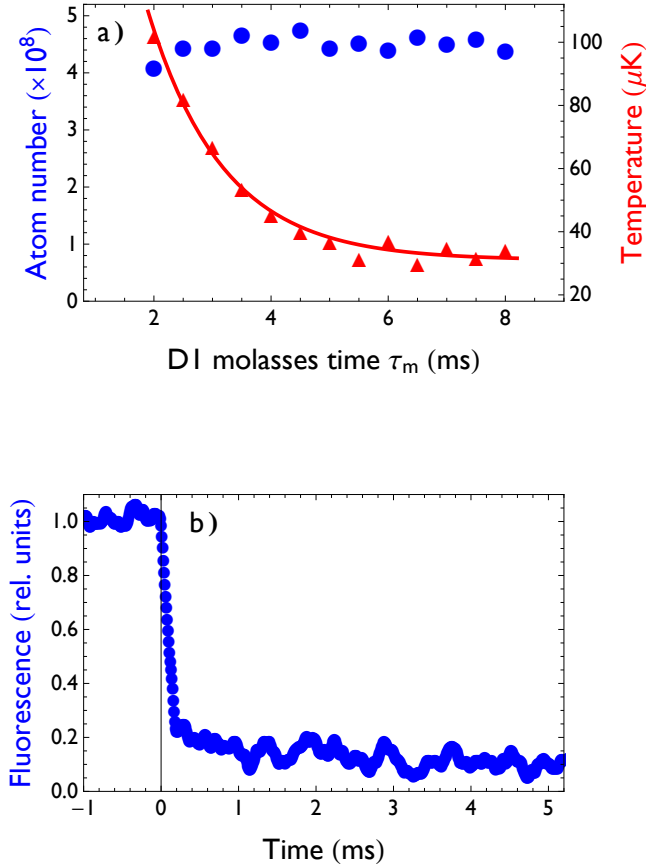 a)
Atom number (×10⁸)
5
4
3
2
1
0
100
80
60
40
20
Temperature (μK)
2 4 6 8
D1 molasses time τm (ms)
b)
Fluorescence (rel. units)
1.0
0.8
0.6
0.4
0.2
0.0
−1 0 1 2 3 4 5
Time (ms)